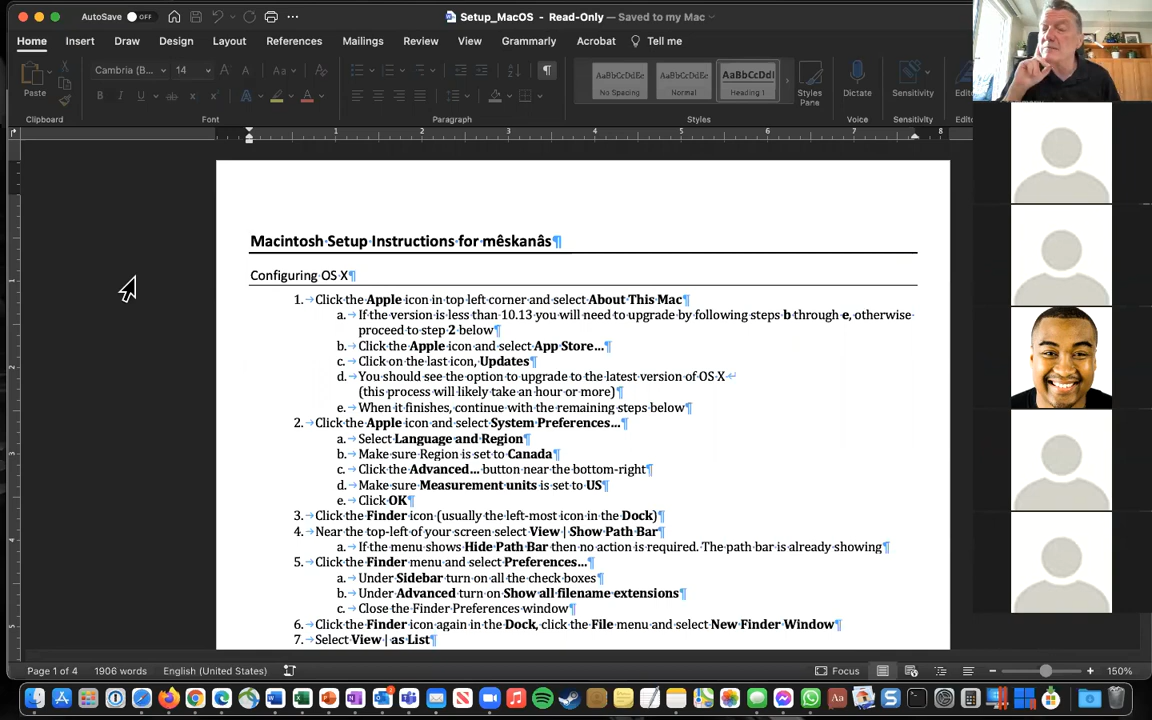 AutoSave OFF
Setup_MacOS - Read-Only — Saved to my Mac
Home Insert Draw Design Layout References Mailings Review View Grammarly Acrobat Tell me
Paste
Cambria (B... 14
AaBbCcDdEe AaBbCcDdEe AaBbCcDdI
No Spacing Normal Heading 1
Styles Pane
Dictate
Sensitivity
Clipboard Font Paragraph Styles Voice Sensitivity
1 2 3 4 5 6 7 8
Macintosh Setup Instructions for mêskanâs¶
Configuring OS X¶
1. Click the Apple icon in top left corner and select About This Mac¶
a. If the version is less than 10.13 you will need to upgrade by following steps b through e, otherwise
proceed to step 2 below¶
b. Click the Apple icon and select App Store...¶
c. Click on the last icon, Updates¶
d. You should see the option to upgrade to the latest version of OS X
(this process will likely take an hour or more)¶
e. When it finishes, continue with the remaining steps below¶
2. Click the Apple icon and select System Preferences...¶
a. Select Language and Region¶
b. Make sure Region is set to Canada¶
c. Click the Advanced... button near the bottom-right¶
d. Make sure Measurement units is set to US¶
e. Click OK¶
3. Click the Finder icon (usually the left-most icon in the Dock)¶
4. Near the top-left of your screen select View | Show Path Bar¶
a. If the menu shows Hide Path Bar then no action is required. The path bar is already showing¶
5. Click the Finder menu and select Preferences...¶
a. Under Sidebar turn on all the check boxes¶
b. Under Advanced turn on Show all filename extensions¶
c. Close the Finder Preferences window¶
6. Click the Finder icon again in the Dock, click the File menu and select New Finder Window¶
7. Select View | as List¶
Page 1 of 4 1906 words English (United States) Focus 150%